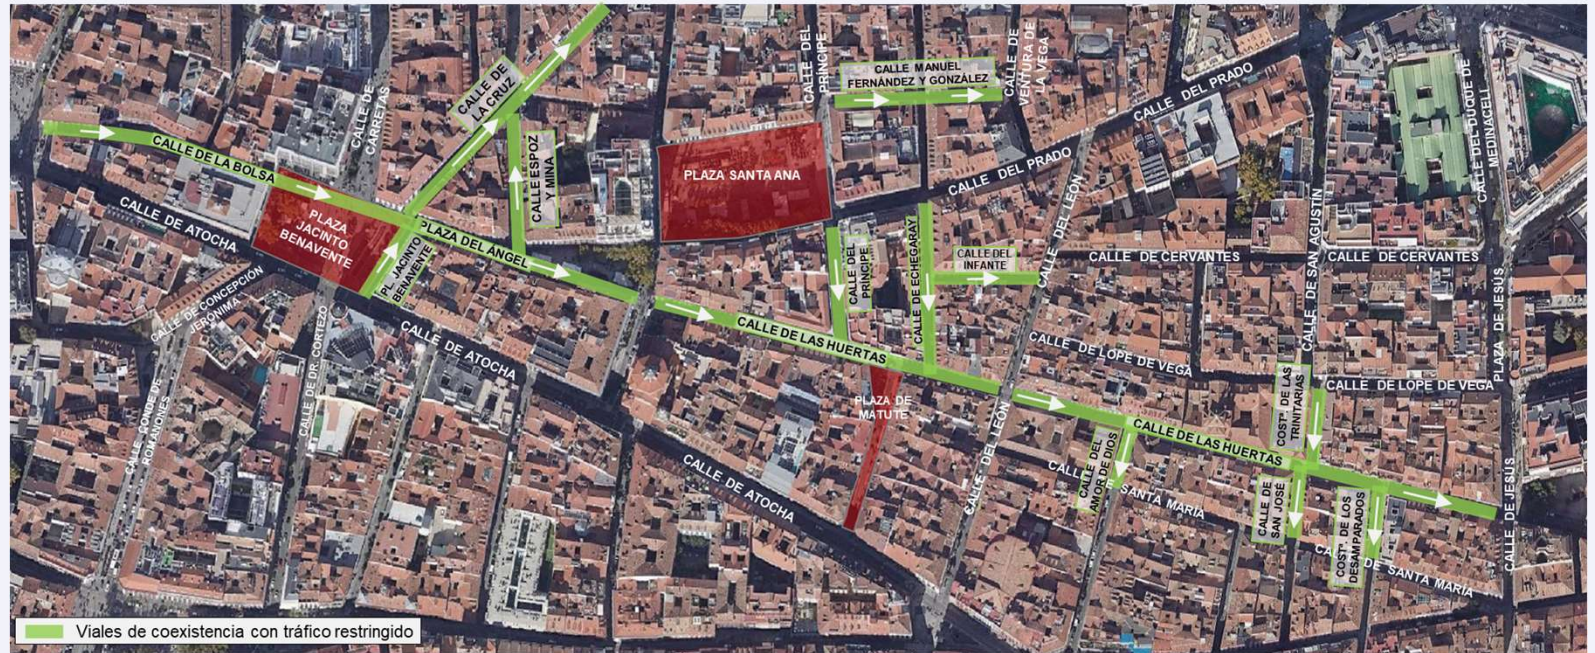 CALLE DEL
PRÍNCIPE
CALLE DE
VENTURA DE
LA VEGA
CALLE MANUEL
FERNÁNDEZ Y GONZÁLEZ
CALLE DE
LA CRUZ
CALLE DE
CARRETAS
CALLE DEL PRADO
CALLE DEL DUQUE DE
MEDINACELLI
CALLE DE LA BOLSA
CALLE ESPOZ
Y MINA
PLAZA SANTA ANA
CALLE DEL PRADO
CALLE DE ATOCHA
PLAZA
JACINTO
BENAVENTE
PLAZA DEL ANGEL
PL. JACINTO
BENAVENTE
CALLE DEL
PRÍNCIPE
CALLE DE ECHEGARAY
CALLE DEL
INFANTE
CALLE DEL LEÓN
CALLE DE CERVANTES
CALLE DE SAN AGUSTIN
CALLE DE CERVANTES
PLAZA DE JESÚS
CALLE DE CONCEPCIÓN
JERÓNIMA
CALLE DE DR. CORTEZO
CALLE DE ATOCHA
CALLE DE LAS HUERTAS
CALLE DE LOPE DE VEGA
CALLE DE LOPE DE VEGA
CALLE CONDE DE
ROMANONES
PLAZA DE
MATUTE
COSTª DE LAS
TRINITARIAS
CALLE DE LAS HUERTAS
CALLE DEL LEÓN
CALLE DEL
AMOR DE DIOS
CALLE DE ATOCHA
CALLE DE SANTA MARÍA
CALLE DE
SAN JOSÉ
COSTª DE LOS
DESAMPARADOS
CALLE DE SANTA MARÍA
CALLE DE JESÚS
Viales de coexistencia con tráfico restringido